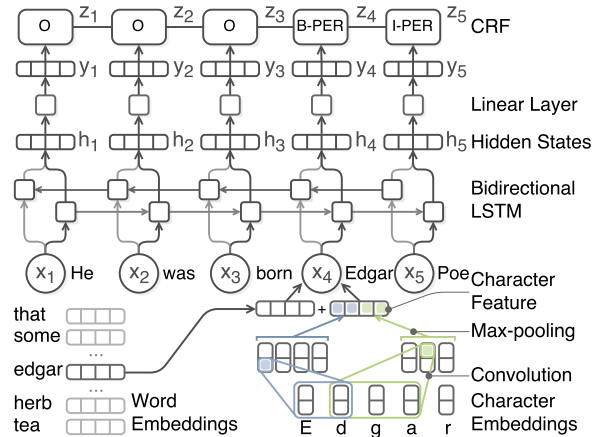 O z1 O z2 O z3 B-PER z4 I-PER z5 CRF
y1 y2 y3 y4 y5
Linear Layer
h1 h2 h3 h4 h5 Hidden States
Bidirectional
LSTM
x1 He x2 was x3 born x4 Edgar x5 Poe
Character
Feature
that
some
...
edgar
...
herb
tea
Word
Embeddings
+
Max-pooling
Convolution
Character
Embeddings
E d g a r